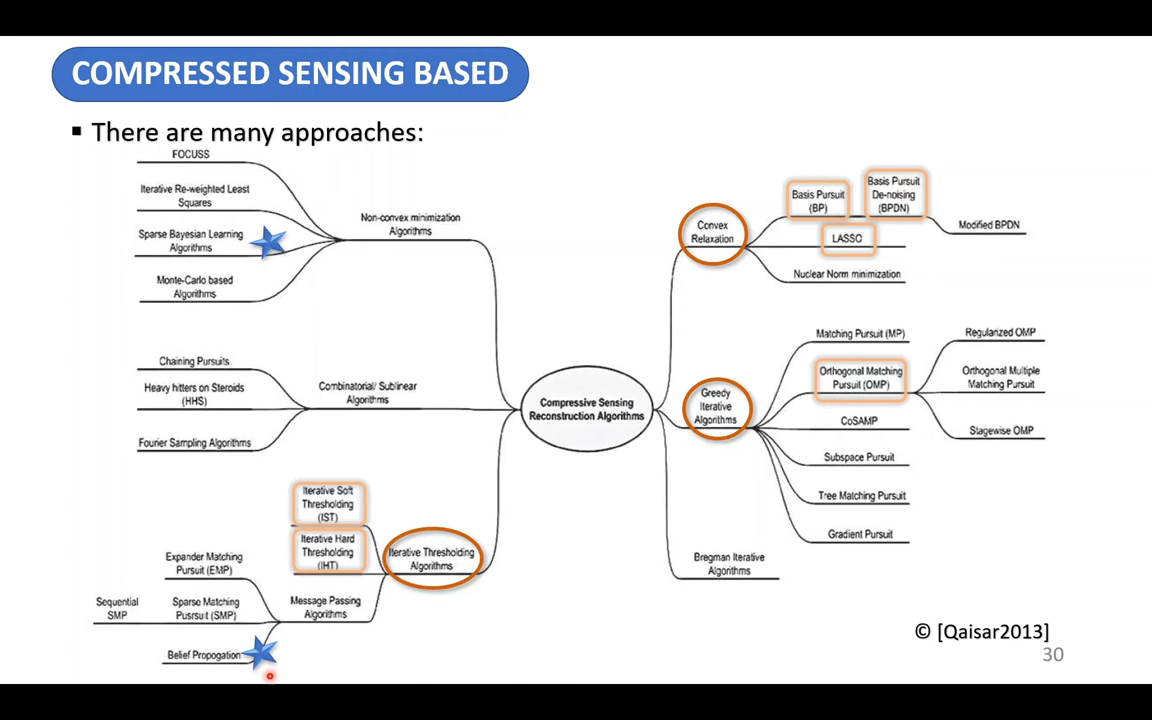 COMPRESSED SENSING BASED
▪ There are many approaches:
FOCUSS
Iterative Re-weighted Least
Squares
Sparse Bayesian Learning
Algorithms
Monte-Carlo based
Algorithms
Non-convex minimization
Algorithms
Chaining Pursuits
Heavy hitters on Steroids
(HHS)
Fourier Sampling Algorithms
Combinatorial/ Sublinear
Algorithms
Iterative Soft
Thresholding
(IST)
Iterative Hard
Thresholding
(IHT)
Iterative Thresholding
Algorithms
Expander Matching
Pursuit (EMP)
Sequential
SMP
Sparse Matching
Pusrsuit (SMP)
Belief Propogation
Message Passing
Algorithms
Compressive Sensing
Reconstruction Algorithms
Convex
Relaxation
Basis Pursuit
(BP)
Basis Pursuit
De-noising
(BPDN)
Modified BPDN
LASSO
Nuclear Norm minimization
Greedy
Iterative
Algorithms
Matching Pursuit (MP)
Orthogonal Matching
Pursuit (OMP)
Regularized OMP
Orthogonal Multiple
Matching Pursuit
Stagewise OMP
CoSAMP
Subspace Pursuit
Tree Matching Pursuit
Gradient Pursuit
Bregman Iterative
Algorithms
© [Qaisar2013]
30